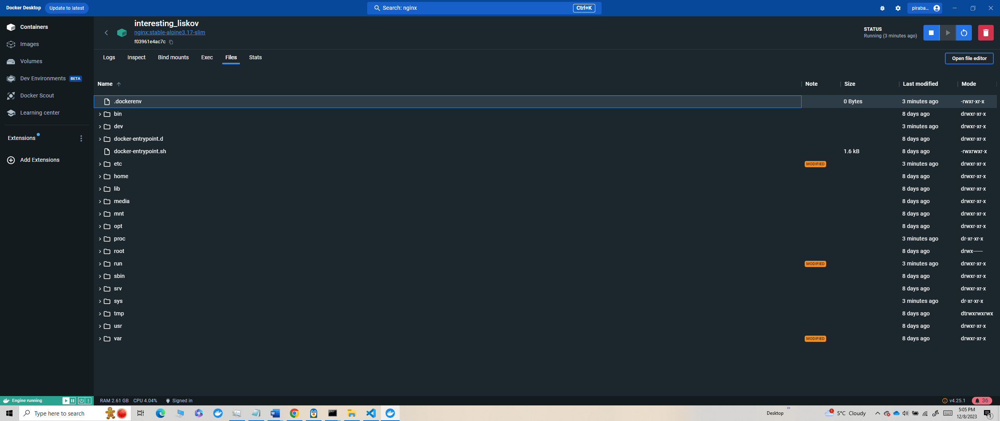 Docker Desktop Update to latest Search: nginx Ctrl+K piraba...
Containers
Images
Volumes
Dev Environments BETA
Docker Scout
Learning center
Extensions
Add Extensions
interesting_liskov
nginx:stable-alpine3.17-slim
f03961e4ac7c
STATUS
Running (3 minutes ago)
Logs Inspect Bind mounts Exec Files Stats Open file editor
Name Note Size Last modified Mode
.dockerenv 0 Bytes 3 minutes ago -rwxr-xr-x
bin 8 days ago drwxr-xr-x
dev 3 minutes ago drwxr-xr-x
docker-entrypoint.d 8 days ago drwxr-xr-x
docker-entrypoint.sh 1.6 kB 8 days ago -rwxrwxr-x
etc MODIFIED 3 minutes ago drwxr-xr-x
home 8 days ago drwxr-xr-x
lib 8 days ago drwxr-xr-x
media 8 days ago drwxr-xr-x
mnt 8 days ago drwxr-xr-x
opt 8 days ago drwxr-xr-x
proc 3 minutes ago dr-xr-xr-x
root 8 days ago drwx------
run MODIFIED 3 minutes ago drwxr-xr-x
sbin 8 days ago drwxr-xr-x
srv 8 days ago drwxr-xr-x
sys 3 minutes ago dr-xr-xr-x
tmp 8 days ago dtrwxrwxrwx
usr 8 days ago drwxr-xr-x
var MODIFIED 8 days ago drwxr-xr-x
Engine running RAM 2.61 GB CPU 4.04% Signed in v4.25.1 36
Type here to search Desktop 1 5°C Cloudy 5:05 PM
12/8/2023 1